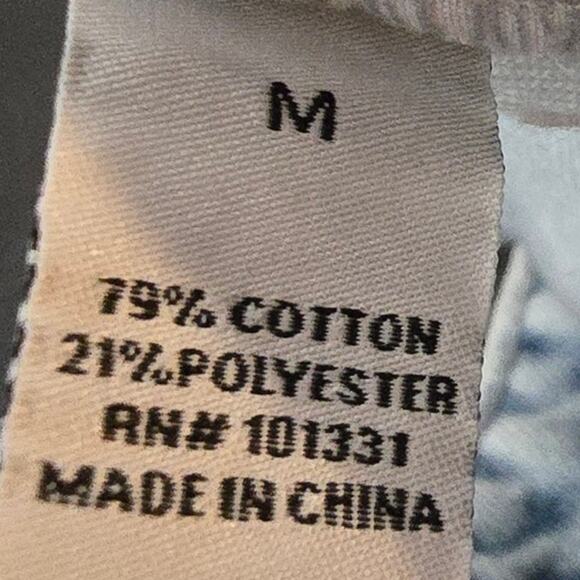 M
79% COTTON
21% POLYESTER
RN# 101331
MADE IN CHINA